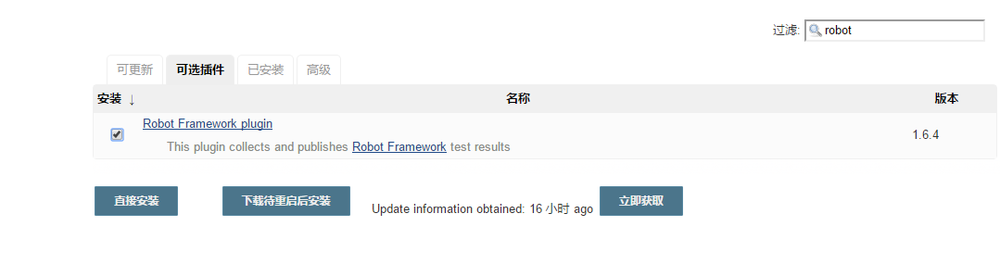 过滤: robot
可更新 可选插件 已安装 高级
安装 ↓ 名称 版本
Robot Framework plugin
This plugin collects and publishes Robot Framework test results
1.6.4
直接安装 下载待重启后安装 Update information obtained: 16 小时 ago 立即获取